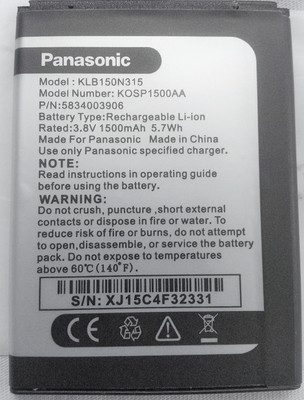 Panasonic
Model: KLB150N315
Model Number: KOSP1500AA
P/N:5834003906
Battery Type:Rechargeable Li-ion
Rated:3.8V 1500mAh 5.7Wh
Made For Panasonic   Made in China
Use Only Panasonic specified chargers
NOTE:
Read instructions in operating guide
before using battery.
WARNING:
Do not crush, puncture ,short external
contacts or dispose in fire or water. To
reduce risk of fire or burns, do not attempt to
open,disassemble, or service the battery pack.
Do not expose to temperatures
above 60℃(140°F).
S/N: XJ15C4F32331